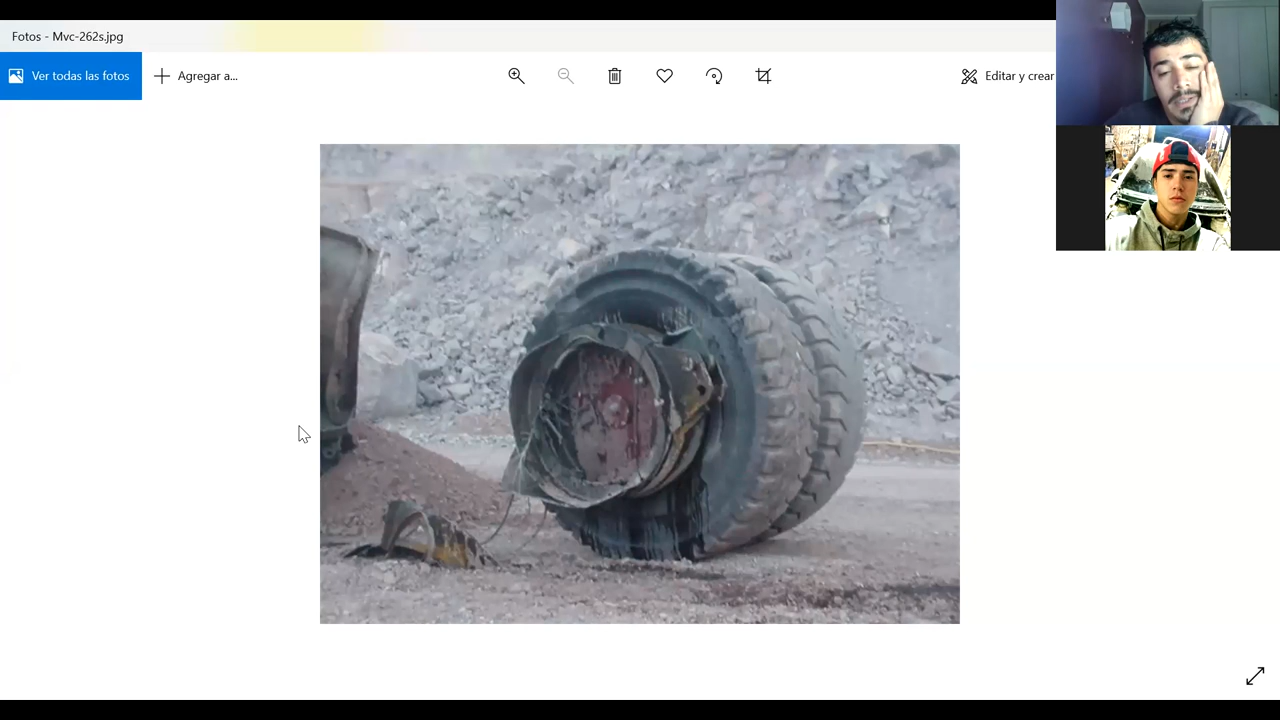 Fotos - Mvc-262s.jpg
Ver todas las fotos
Agregar a...
Editar y crear